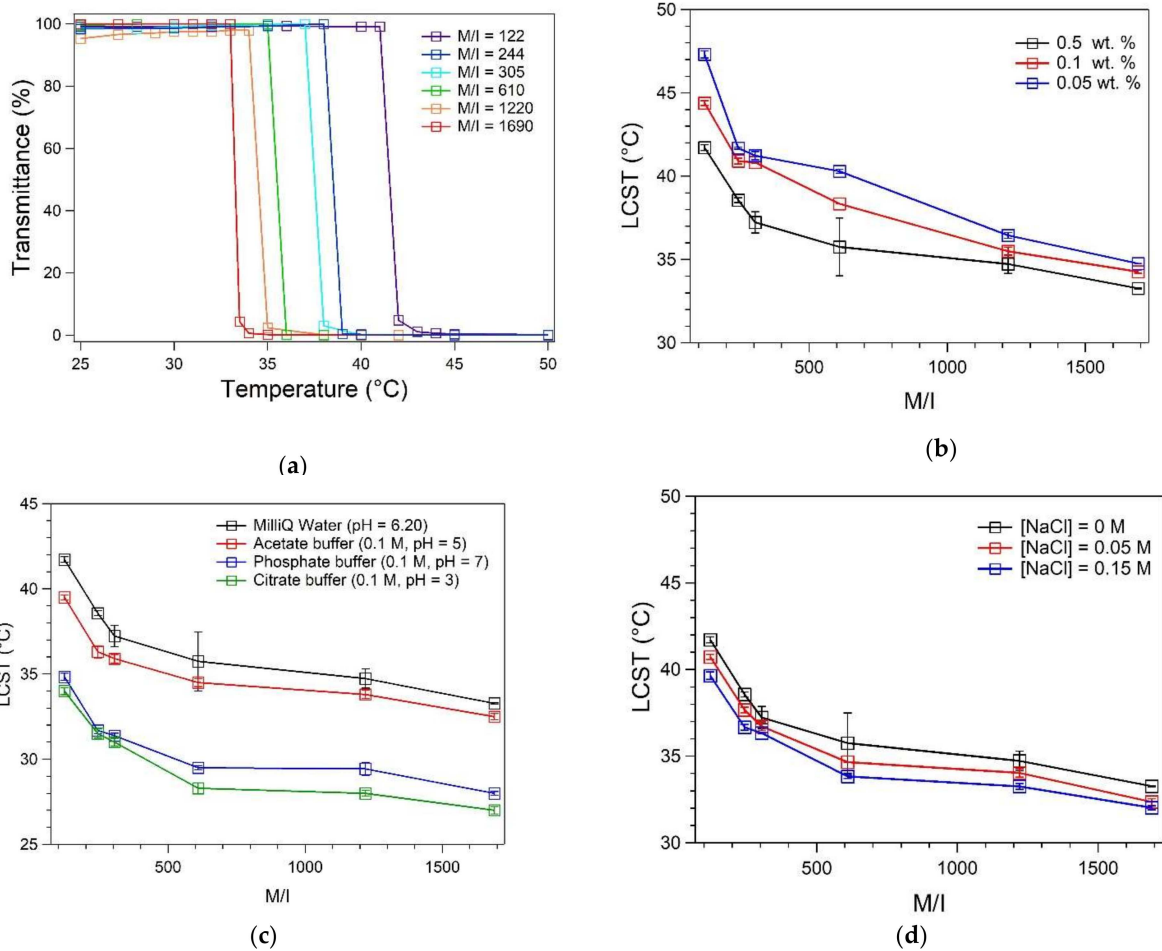 100
80
60
40
20
0
Transmittance (%)
M/I = 122
M/I = 244
M/I = 305
M/I = 610
M/I = 1220
M/I = 1690
25
30
35
40
45
50
Temperature (°C)
(a)
50
45
40
35
30
LCST (°C)
0.5 wt. %
0.1 wt. %
0.05 wt. %
500
1000
1500
M/I
(b)
45
40
35
30
25
LCST (°C)
MilliQ Water (pH = 6.20)
Acetate buffer (0.1 M, pH = 5)
Phosphate buffer (0.1 M, pH = 7)
Citrate buffer (0.1 M, pH = 3)
500
1000
1500
M/I
(c)
50
45
40
35
30
LCST (°C)
[NaCl] = 0 M
[NaCl] = 0.05 M
[NaCl] = 0.15 M
500
1000
1500
M/I
(d)